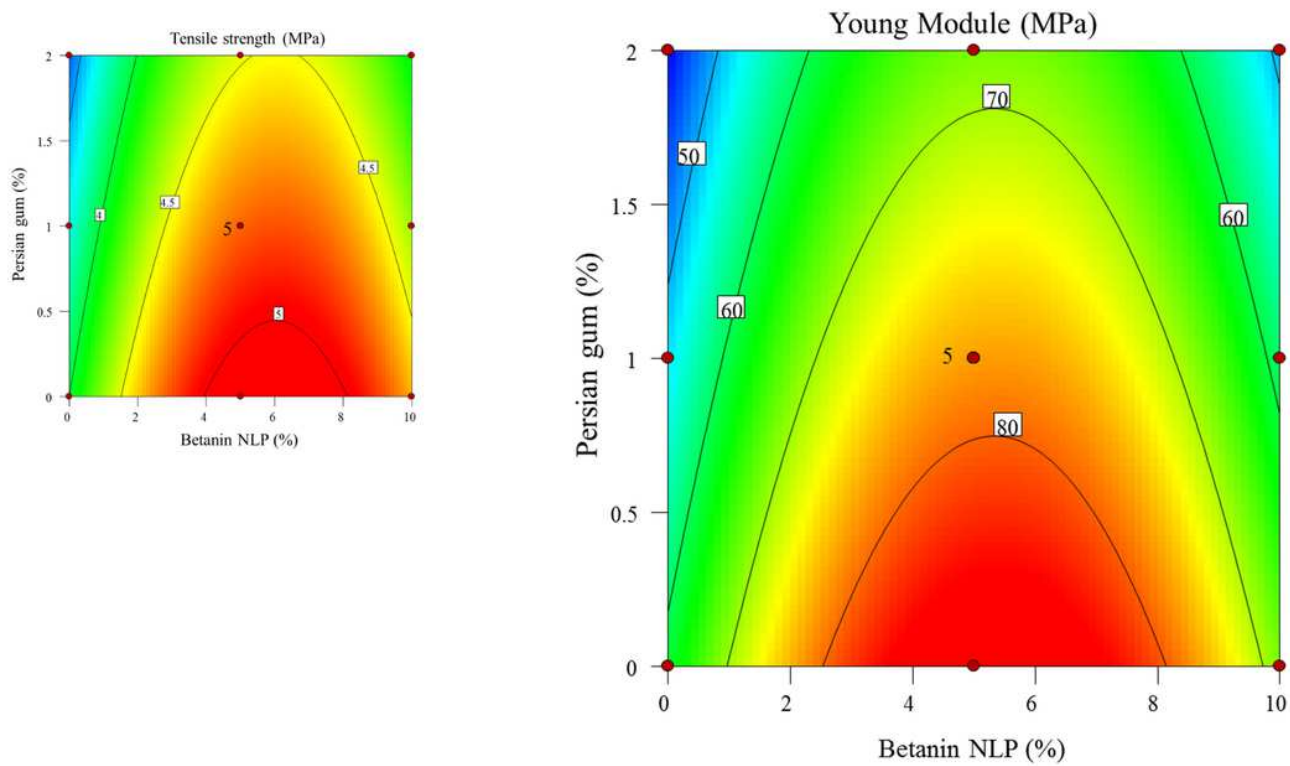 Tensile strength (MPa)
2
1.5
1
0.5
0
Persian gum (%)
4
4.5
4.5
5
5
0 2 4 6 8 10
Betanin NLP (%)
Young Module (MPa)
2
1.5
1
0.5
0
Persian gum (%)
70
50
60
60
5
80
0 2 4 6 8 10
Betanin NLP (%)